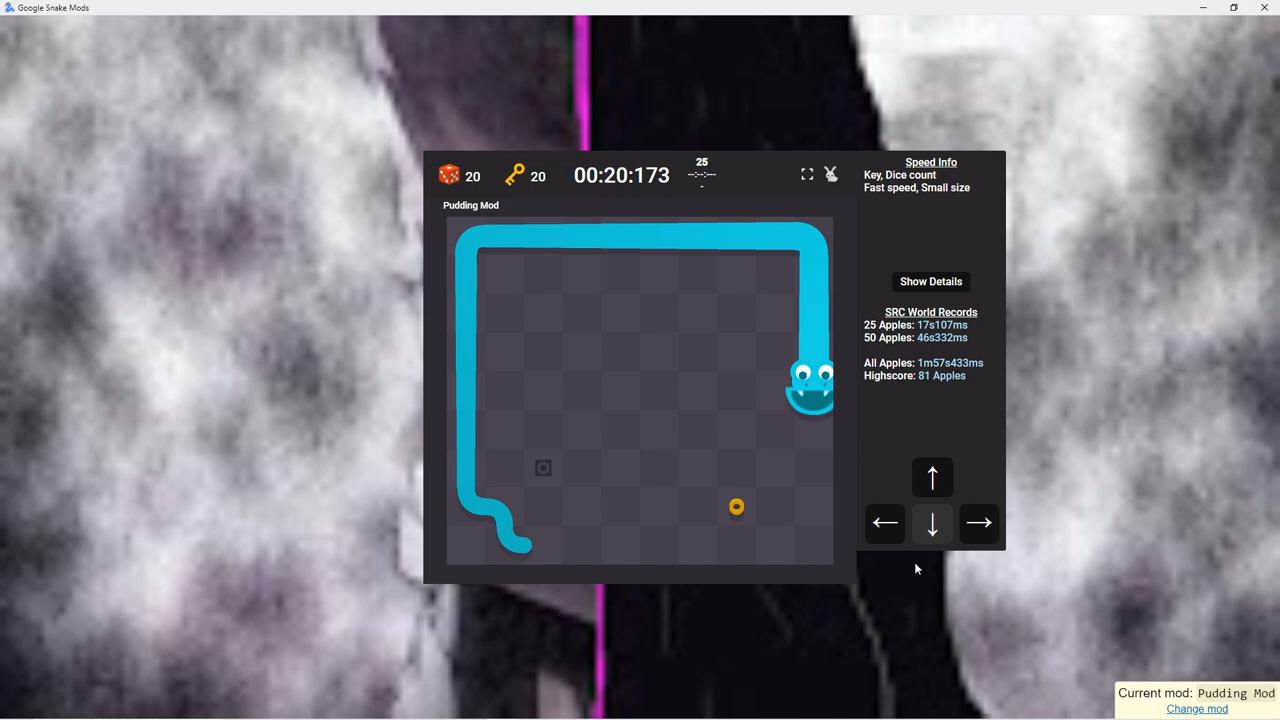 Google Snake Mods
20
20
00:20:173
25
--:--:---
-
Pudding Mod
Speed Info
Key, Dice count
Fast speed, Small size
Show Details
SRC World Records
25 Apples: 17s107ms
50 Apples: 46s332ms
All Apples: 1m57s433ms
Highscore: 81 Apples
↑
← ↓ →
Current mod: Pudding Mod
Change mod